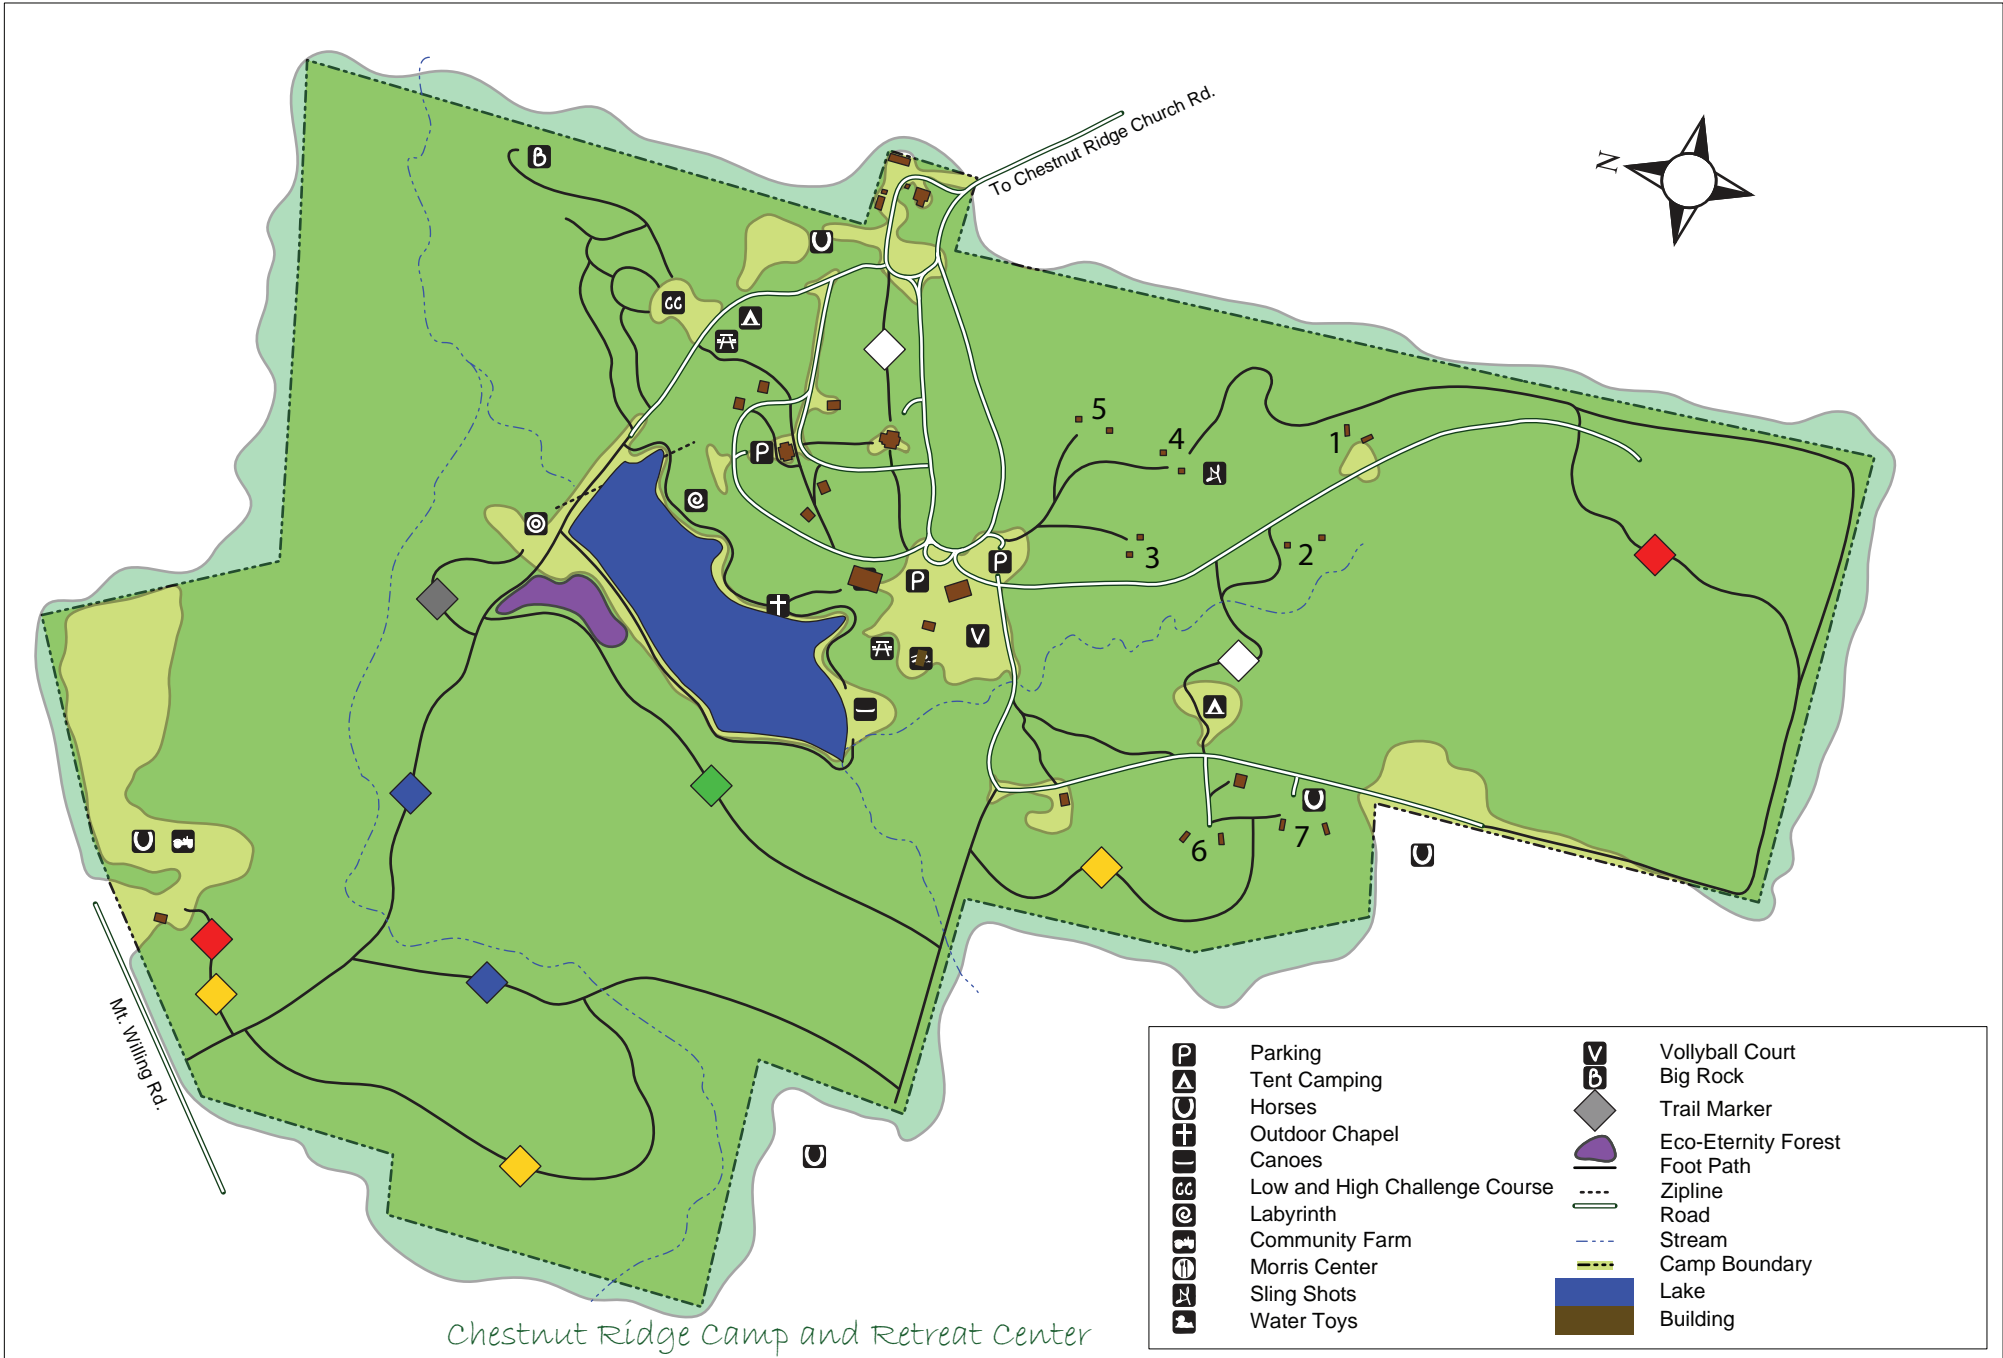 To Chestnut Ridge Church Rd.
N
B
CC
P
5
4
1
3
2
P
P
V
6
7
Mt. Willing Rd.
P Parking
Tent Camping
Horses
Outdoor Chapel
Canoes
CC Low and High Challenge Course
Labyrinth
Community Farm
Morris Center
Sling Shots
Water Toys
V Vollyball Court
B Big Rock
Trail Marker
Eco-Eternity Forest
Foot Path
Zipline
Road
Stream
Camp Boundary
Lake
Building
Chestnut Ridge Camp and Retreat Center